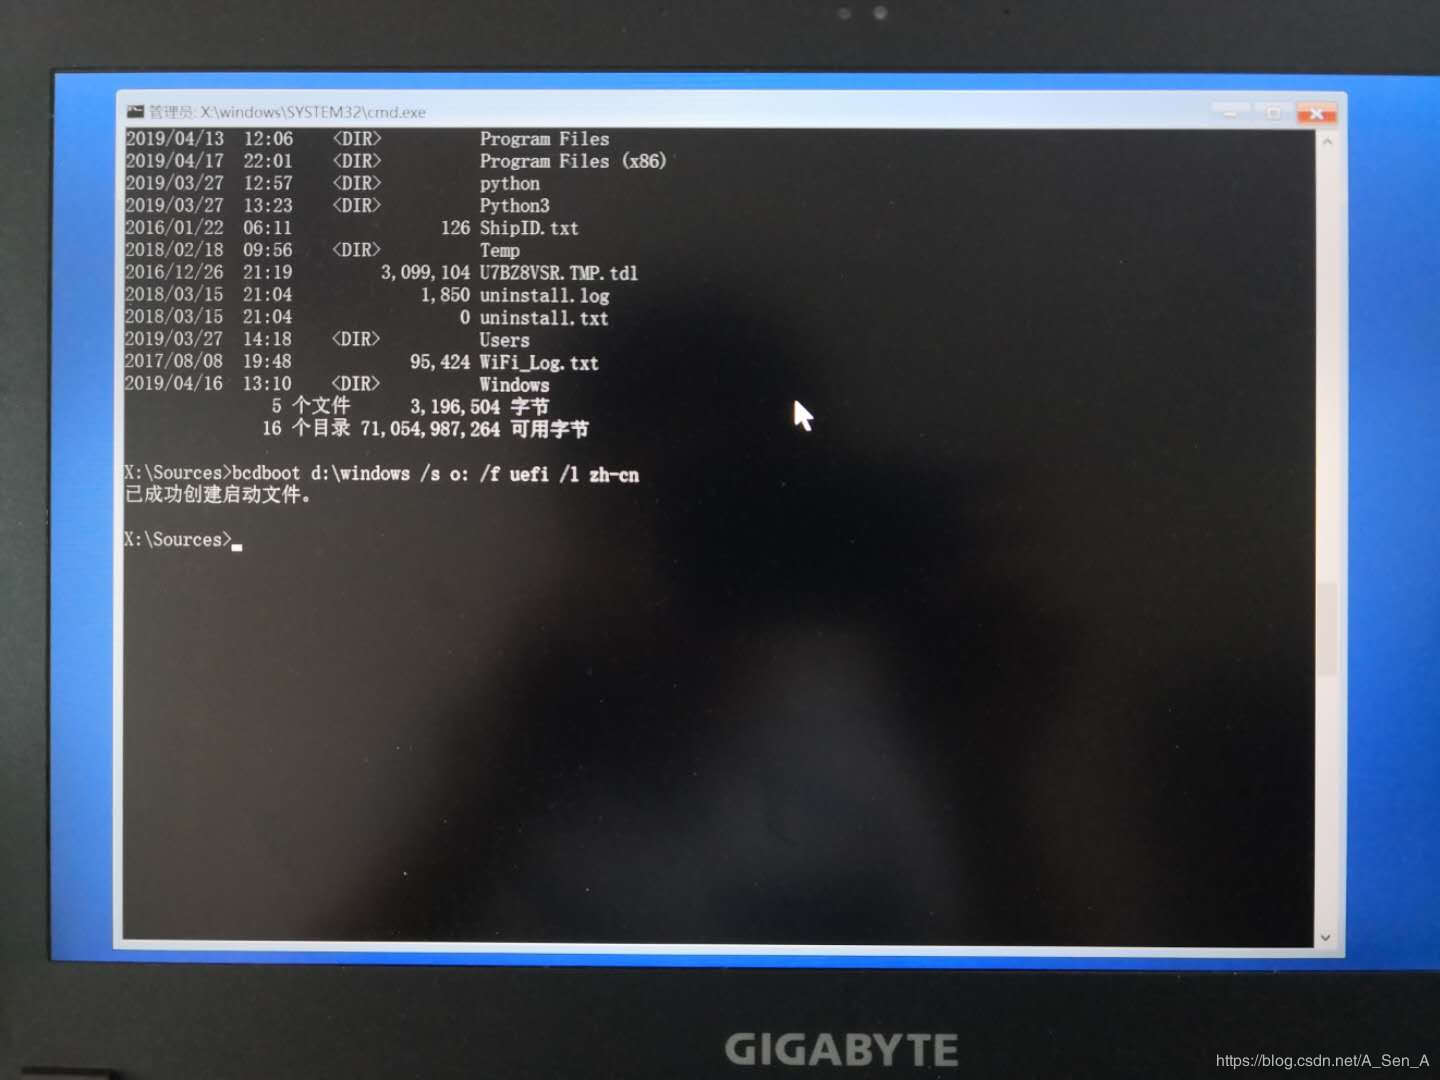 管理员: X:\windows\SYSTEM32\cmd.exe
2019/04/13  12:06    <DIR>          Program Files
2019/04/17  22:01    <DIR>          Program Files (x86)
2019/03/27  12:57    <DIR>          python
2019/03/27  13:23    <DIR>          Python3
2016/01/22  06:11               126 ShipID.txt
2018/02/18  09:56    <DIR>          Temp
2016/12/26  21:19         3,099,104 U7BZ8VSR.TMP.tdl
2018/03/15  21:04             1,850 uninstall.log
2018/03/15  21:04                 0 uninstall.txt
2019/03/27  14:18    <DIR>          Users
2017/08/08  19:48            95,424 WiFi_Log.txt
2019/04/16  13:10    <DIR>          Windows
5 个文件      3,196,504 字节
16 个目录 71,054,987,264 可用字节
X:\Sources>bcdboot d:\windows /s o: /f uefi /l zh-cn
已成功创建启动文件。
X:\Sources>
GIGABYTE
https://blog.csdn.net/A_Sen_A